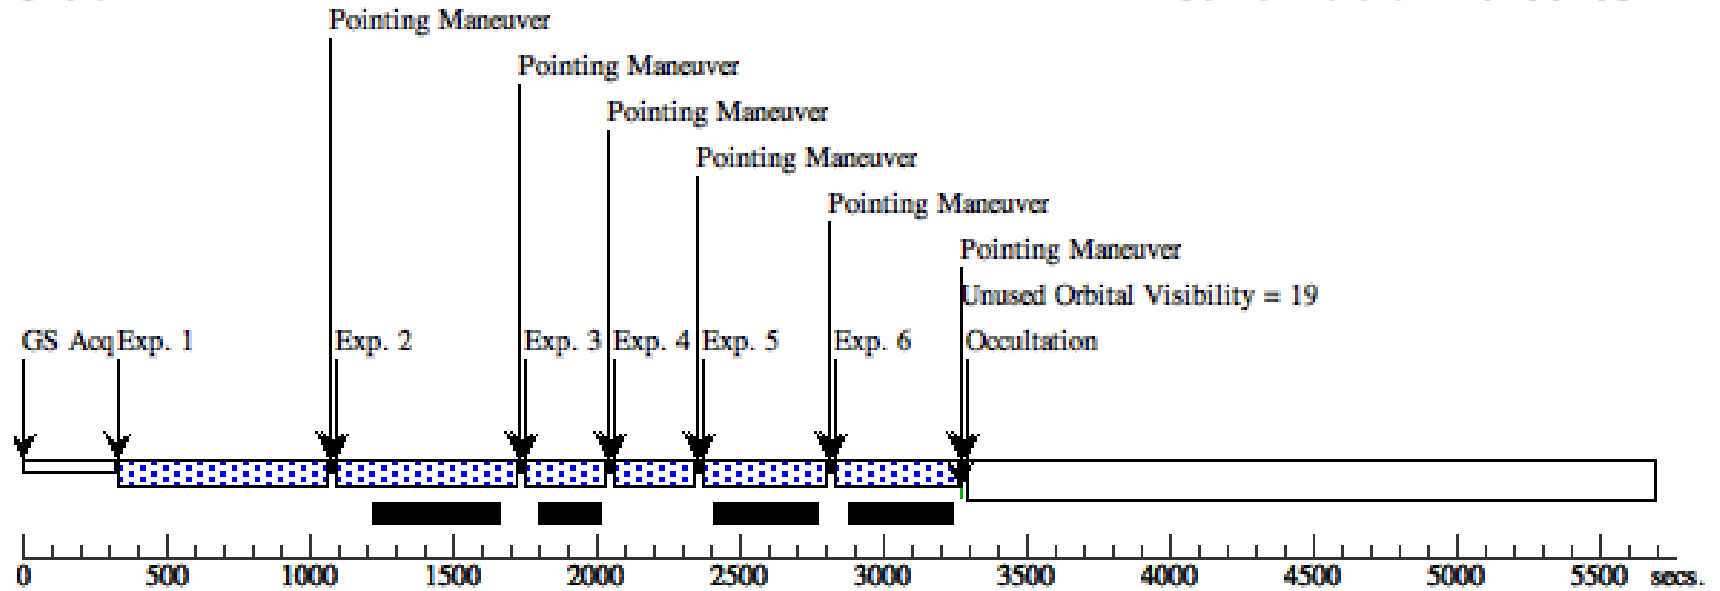 Pointing Maneuver
Pointing Maneuver
Pointing Maneuver
Pointing Maneuver
Pointing Maneuver
Pointing Maneuver
Unused Orbital Visibility = 19
GS Acq Exp. 1 Exp. 2 Exp. 3 Exp. 4 Exp. 5 Exp. 6 Occultation
0 500 1000 1500 2000 2500 3000 3500 4000 4500 5000 5500 secs.